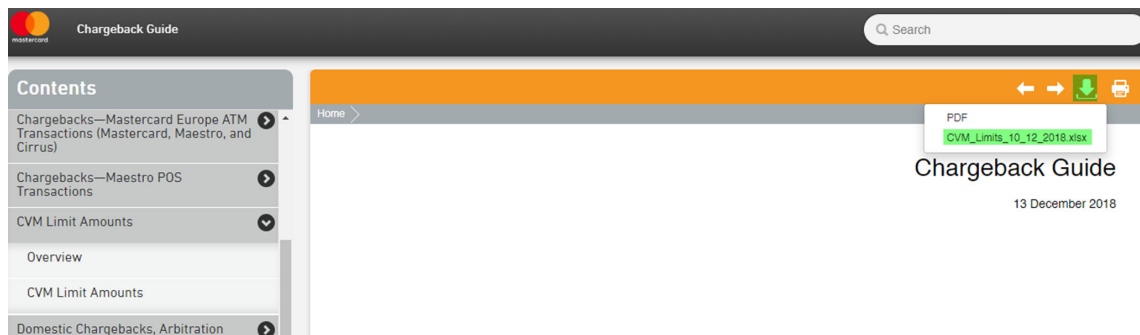 mastercard
Chargeback Guide
Search
Contents
Chargebacks—Mastercard Europe ATM
Transactions (Mastercard, Maestro, and
Cirrus)
Chargebacks—Maestro POS
Transactions
CVM Limit Amounts
Overview
CVM Limit Amounts
Domestic Chargebacks, Arbitration
Home
PDF
CVM_Limits_10_12_2018.xlsx
Chargeback Guide
13 December 2018